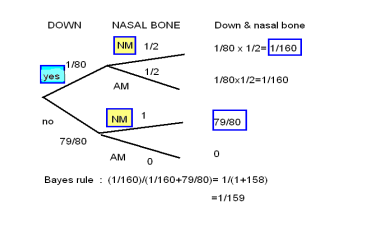 DOWN NASAL BONE Down & nasal bone
NM 1/2 1/80 x 1/2= 1/160
yes 1/80 1/2 1/80x1/2=1/160
AM
no NM 1 79/80
79/80 AM 0 0
Bayes rule : (1/160)/(1/160+79/80)= 1/(1+158)
=1/159